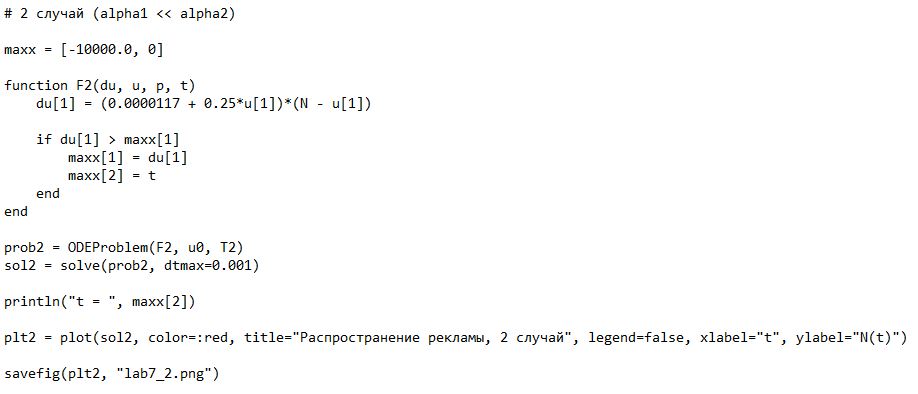 # 2 случай (alpha1 << alpha2)
maxx = [-10000.0, 0]
function F2(du, u, p, t)
    du[1] = (0.0000117 + 0.25*u[1])*(N - u[1])
    if du[1] > maxx[1]
        maxx[1] = du[1]
        maxx[2] = t
    end
end
prob2 = ODEProblem(F2, u0, T2)
sol2 = solve(prob2, dtmax=0.001)
println("t = ", maxx[2])
plt2 = plot(sol2, color=:red, title="Распространение рекламы, 2 случай", legend=false, xlabel="t", ylabel="N(t)")
savefig(plt2, "lab7_2.png")